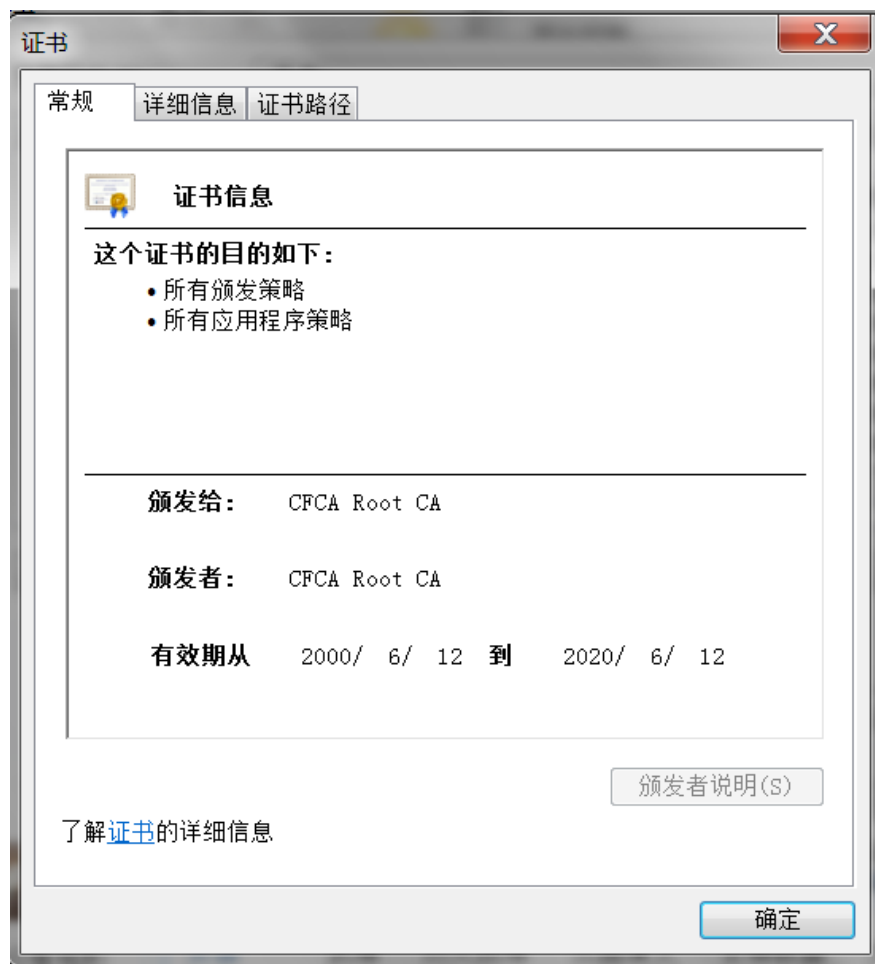 证书
常规 详细信息 证书路径
证书信息
这个证书的目的如下:
• 所有颁发策略
• 所有应用程序策略
颁发给: CFCA Root CA
颁发者: CFCA Root CA
有效期从 2000/ 6/ 12 到 2020/ 6/ 12
颁发者说明(S)
了解证书的详细信息
确定